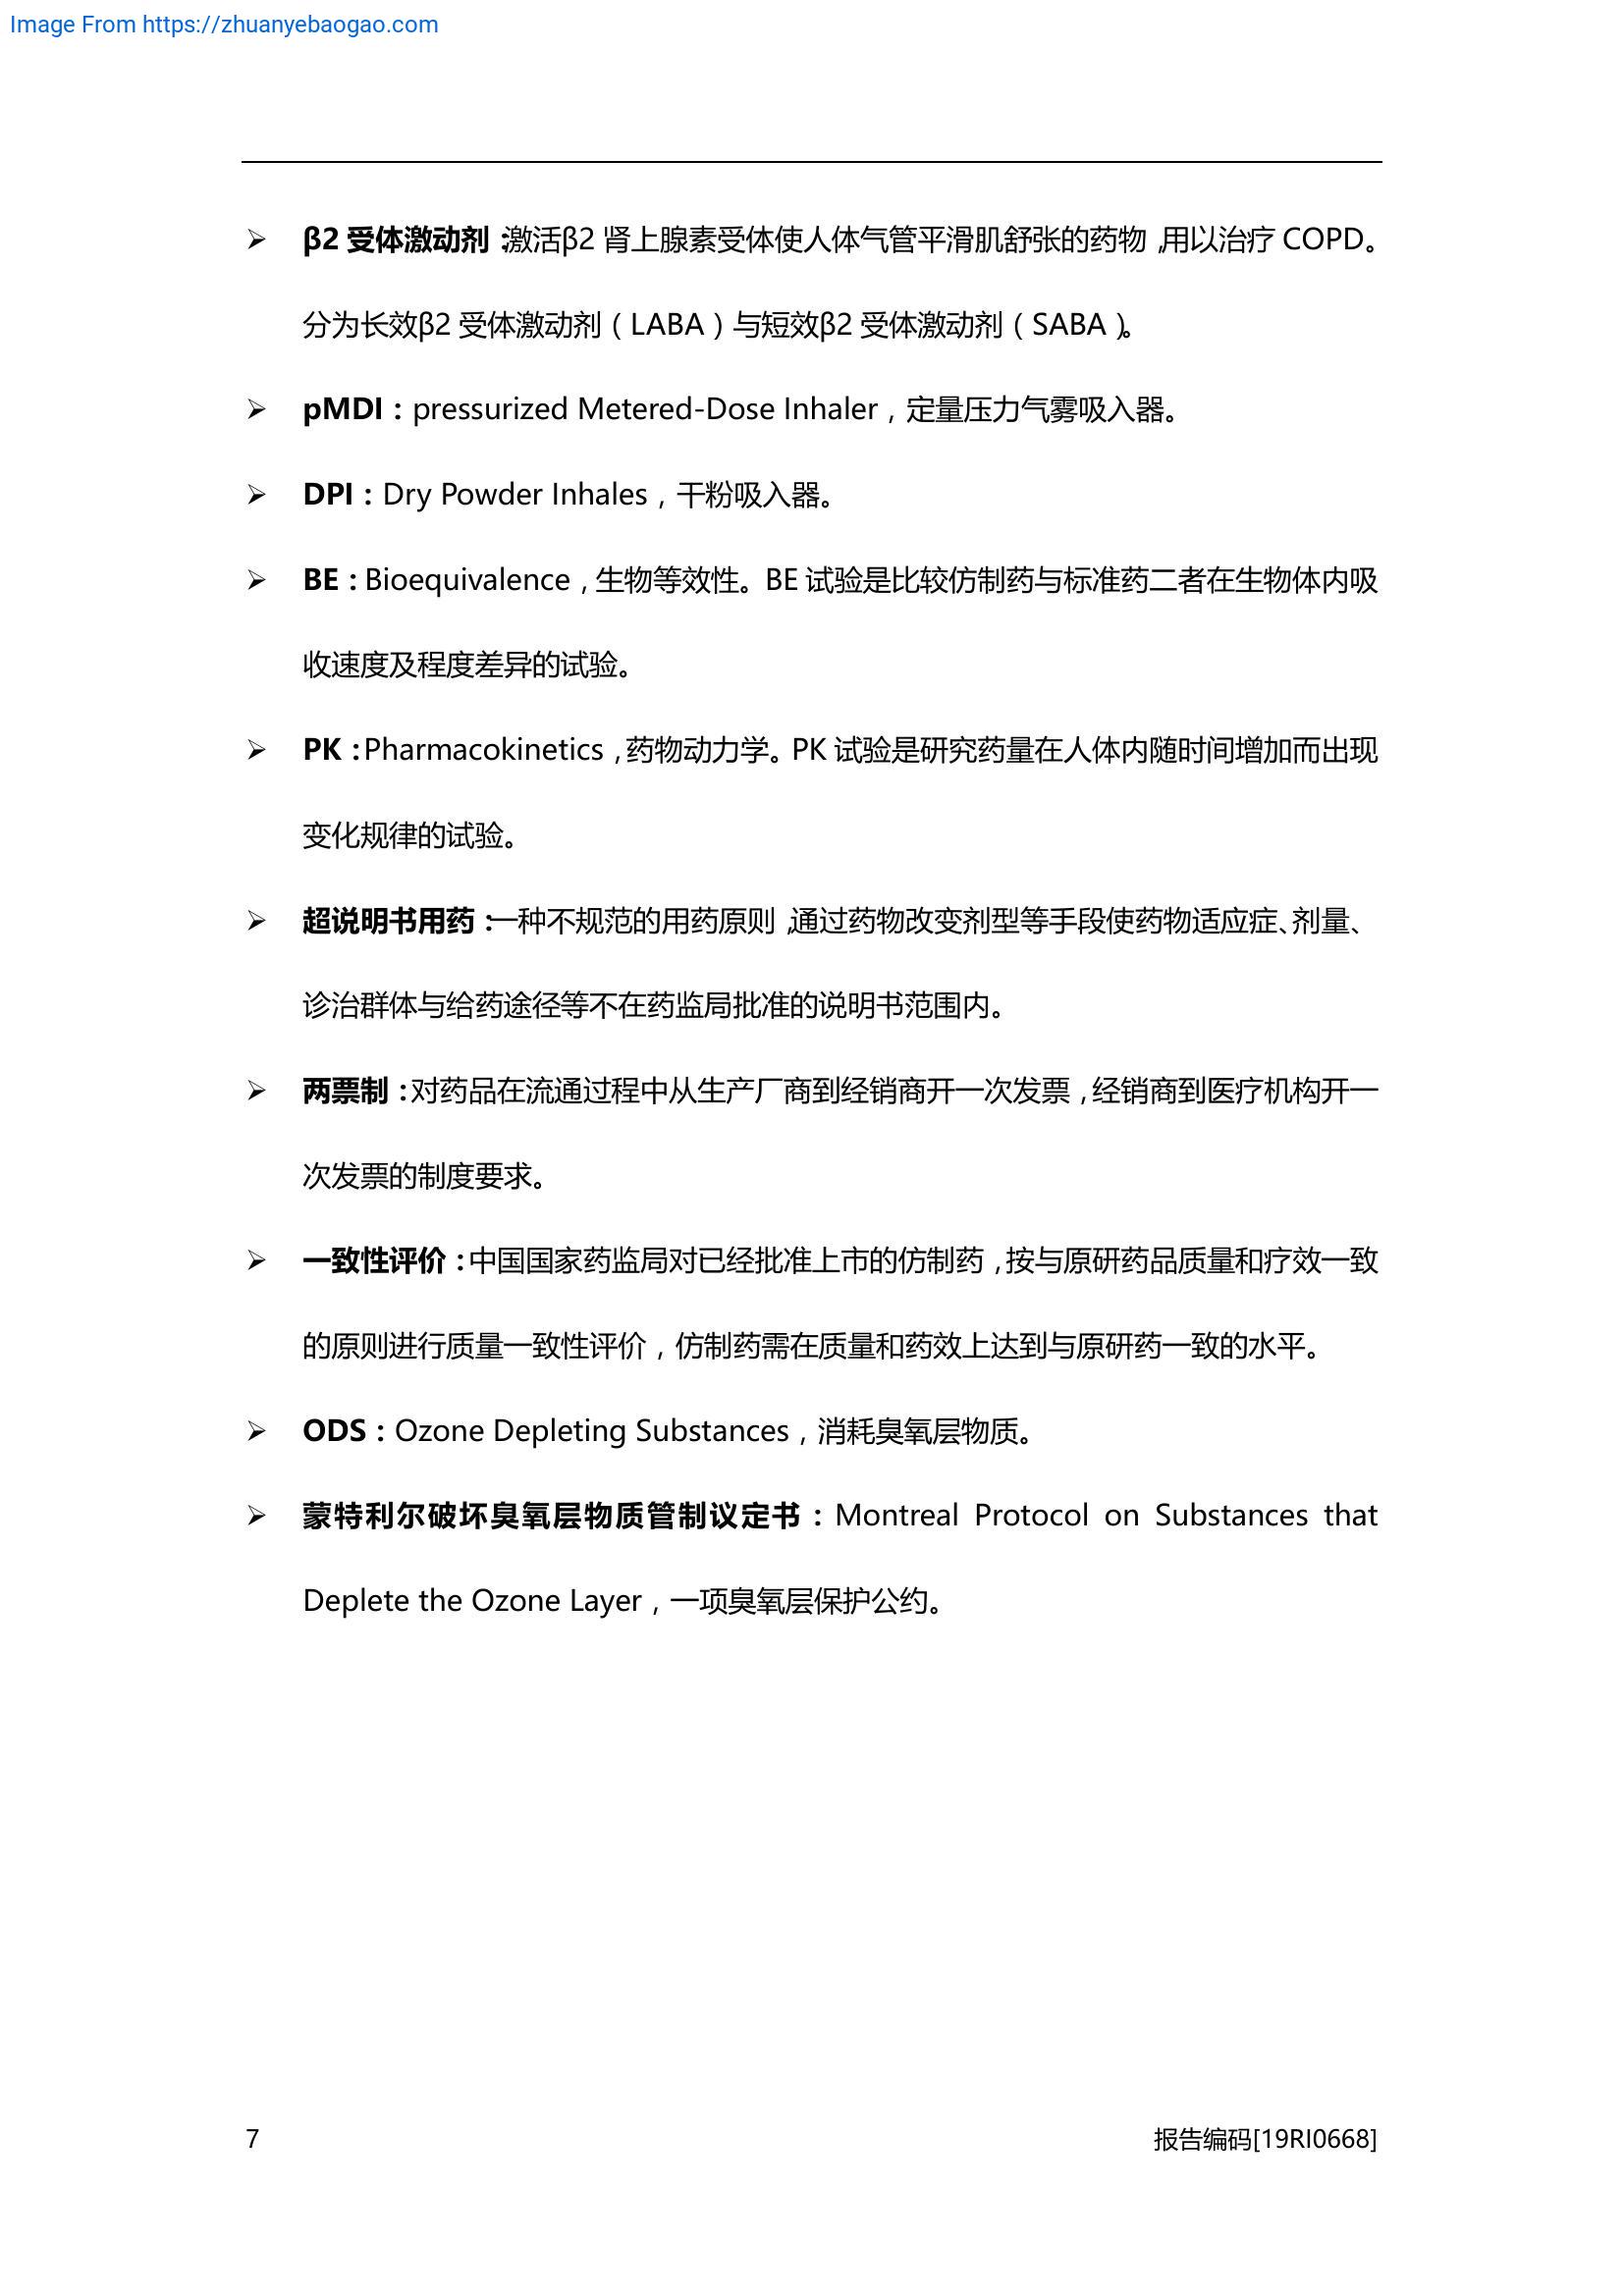 Image From https://zhuanyebaogao.com
➢ β2 受体激动剂：激活β2 肾上腺素受体使人体气管平滑肌舒张的药物，用以治疗 COPD。
分为长效β2 受体激动剂（LABA）与短效β2 受体激动剂（SABA）。
➢ pMDI：pressurized Metered-Dose Inhaler，定量压力气雾吸入器。
➢ DPI：Dry Powder Inhales，干粉吸入器。
➢ BE：Bioequivalence，生物等效性。BE 试验是比较仿制药与标准药二者在生物体内吸
收速度及程度差异的试验。
➢ PK：Pharmacokinetics，药物动力学。PK 试验是研究药量在人体内随时间增加而出现
变化规律的试验。
➢ 超说明书用药：一种不规范的用药原则，通过药物改变剂型等手段使药物适应症、剂量、
诊治群体与给药途径等不在药监局批准的说明书范围内。
➢ 两票制：对药品在流通过程中从生产厂商到经销商开一次发票，经销商到医疗机构开一
次发票的制度要求。
➢ 一致性评价：中国国家药监局对已经批准上市的仿制药，按与原研药品质量和疗效一致
的原则进行质量一致性评价，仿制药需在质量和药效上达到与原研药一致的水平。
➢ ODS：Ozone Depleting Substances，消耗臭氧层物质。
➢ 蒙特利尔破坏臭氧层物质管制议定书：Montreal Protocol on Substances that
Deplete the Ozone Layer，一项臭氧层保护公约。
7 报告编码[19RI0668]